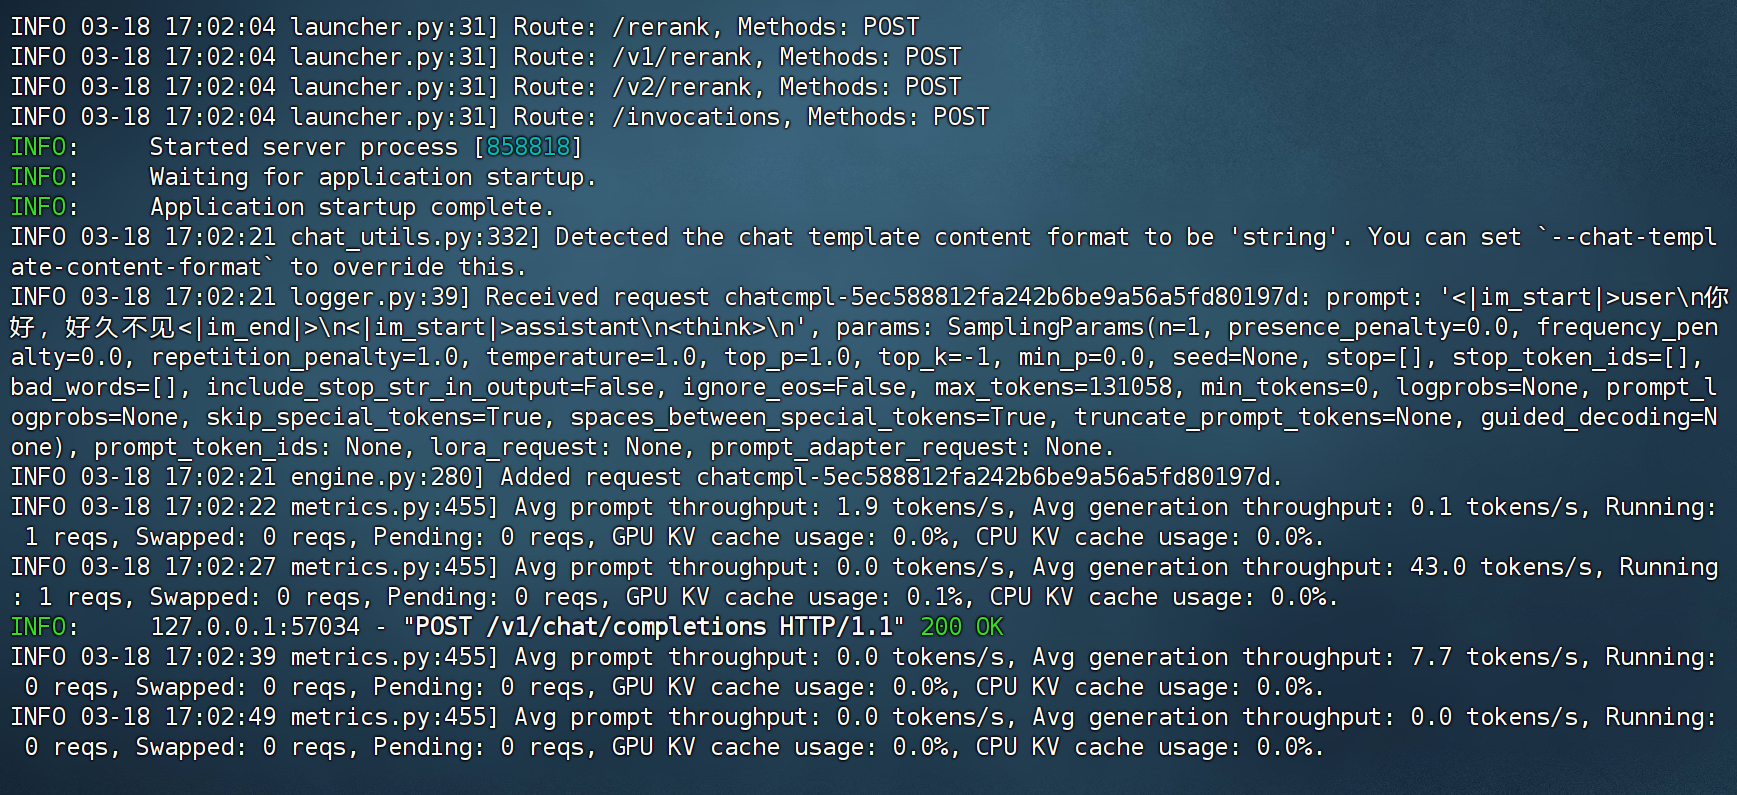 INFO 03-18 17:02:04 launcher.py:31] Route: /rerank, Methods: POST
INFO 03-18 17:02:04 launcher.py:31] Route: /v1/rerank, Methods: POST
INFO 03-18 17:02:04 launcher.py:31] Route: /v2/rerank, Methods: POST
INFO 03-18 17:02:04 launcher.py:31] Route: /invocations, Methods: POST
INFO:     Started server process [858818]
INFO:     Waiting for application startup.
INFO:     Application startup complete.
INFO 03-18 17:02:21 chat_utils.py:332] Detected the chat template content format to be 'string'. You can set `--chat-templ
ate-content-format` to override this.
INFO 03-18 17:02:21 logger.py:39] Received request chatcmpl-5ec588812fa242b6be9a56a5fd80197d: prompt: '<|im_start|>user\n你
好, 好久不见<|im_end|>\n<|im_start|>assistant\n<think>\n', params: SamplingParams(n=1, presence_penalty=0.0, frequency_pen
alty=0.0, repetition_penalty=1.0, temperature=1.0, top_p=1.0, top_k=-1, min_p=0.0, seed=None, stop=[], stop_token_ids=[],
bad_words=[], include_stop_str_in_output=False, ignore_eos=False, max_tokens=131058, min_tokens=0, logprobs=None, prompt_l
ogprobs=None, skip_special_tokens=True, spaces_between_special_tokens=True, truncate_prompt_tokens=None, guided_decoding=N
one), prompt_token_ids: None, lora_request: None, prompt_adapter_request: None.
INFO 03-18 17:02:21 engine.py:280] Added request chatcmpl-5ec588812fa242b6be9a56a5fd80197d.
INFO 03-18 17:02:22 metrics.py:455] Avg prompt throughput: 1.9 tokens/s, Avg generation throughput: 0.1 tokens/s, Running:
 1 reqs, Swapped: 0 reqs, Pending: 0 reqs, GPU KV cache usage: 0.0%, CPU KV cache usage: 0.0%.
INFO 03-18 17:02:27 metrics.py:455] Avg prompt throughput: 0.0 tokens/s, Avg generation throughput: 43.0 tokens/s, Running
: 1 reqs, Swapped: 0 reqs, Pending: 0 reqs, GPU KV cache usage: 0.1%, CPU KV cache usage: 0.0%.
INFO:     127.0.0.1:57034 - "POST /v1/chat/completions HTTP/1.1" 200 OK
INFO 03-18 17:02:39 metrics.py:455] Avg prompt throughput: 0.0 tokens/s, Avg generation throughput: 7.7 tokens/s, Running:
 0 reqs, Swapped: 0 reqs, Pending: 0 reqs, GPU KV cache usage: 0.0%, CPU KV cache usage: 0.0%.
INFO 03-18 17:02:49 metrics.py:455] Avg prompt throughput: 0.0 tokens/s, Avg generation throughput: 0.0 tokens/s, Running:
 0 reqs, Swapped: 0 reqs, Pending: 0 reqs, GPU KV cache usage: 0.0%, CPU KV cache usage: 0.0%.